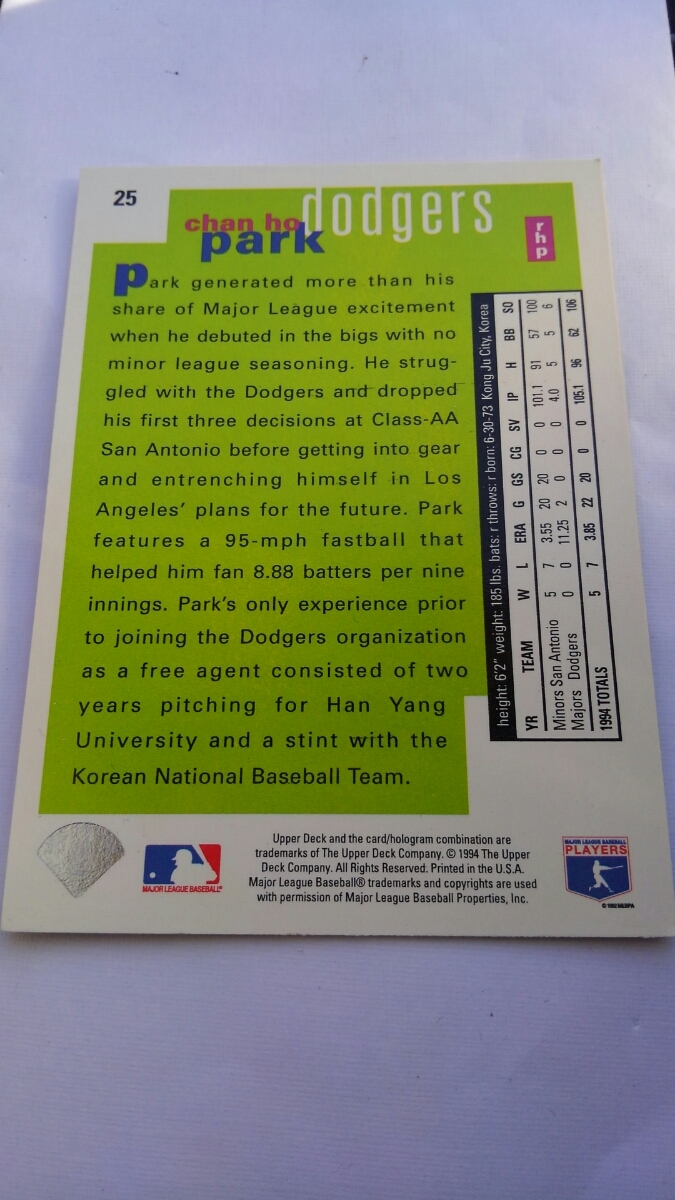 25
dodgers
chan ho
park
rhp
Park generated more than his
share of Major League excitement
when he debuted in the bigs with no
minor league seasoning. He strug-
gled with the Dodgers and dropped
his first three decisions at Class-AA
San Antonio before getting into gear
and entrenching himself in Los
Angeles' plans for the future. Park
features a 95-mph fastball that
helped him fan 8.88 batters per nine
innings. Park's only experience prior
to joining the Dodgers organization
as a free agent consisted of two
years pitching for Han Yang
University and a stint with the
Korean National Baseball Team.
height: 6'2" weight: 185 lbs. bats: r throws: r born: 6-30-73 Kong Ju City, Korea
YR TEAM W L ERA G GS CG SV IP H BB SO
Minors San Antonio 5 7 3.55 20 20 0 0 101.1 91 57 100
Majors Dodgers 0 0 11.25 2 0 0 0 4.0 5 5 6
1994 TOTALS 5 7 3.85 22 20 0 0 105.1 96 62 106
Upper Deck and the card/hologram combination are
trademarks of The Upper Deck Company. © 1994 The Upper
Deck Company. All Rights Reserved. Printed in the U.S.A.
Major League Baseball® trademarks and copyrights are used
with permission of Major League Baseball Properties, Inc.
MAJOR LEAGUE BASEBALL®
MAJOR LEAGUE BASEBALL
PLAYERS